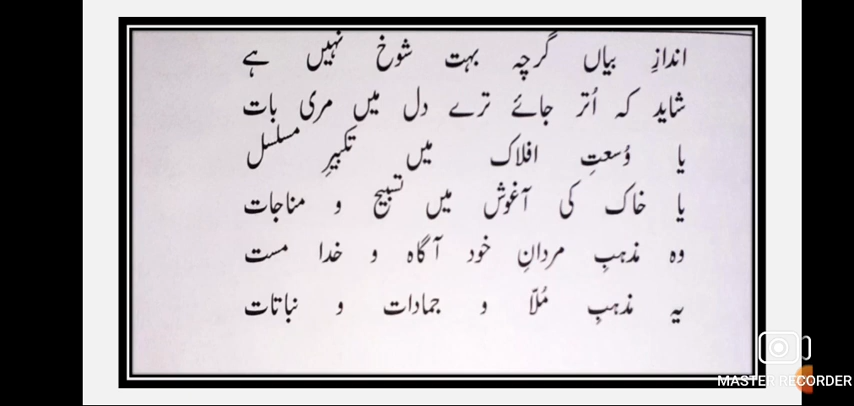 اندازِ بیاں گرچہ بہت شوخ نہیں ہے
شاید کہ اُتر جائے ترے دل میں مری بات
یا وُسعتِ افلاک میں تکبیرِ مسلسل
یا خاک کی آغوش میں تسبیح و مناجات
وہ مذہبِ مردانِ خود آگاہ و خدا مست
یہ مذہبِ مُلّا و جمادات و نباتات
MASTER RECORDER